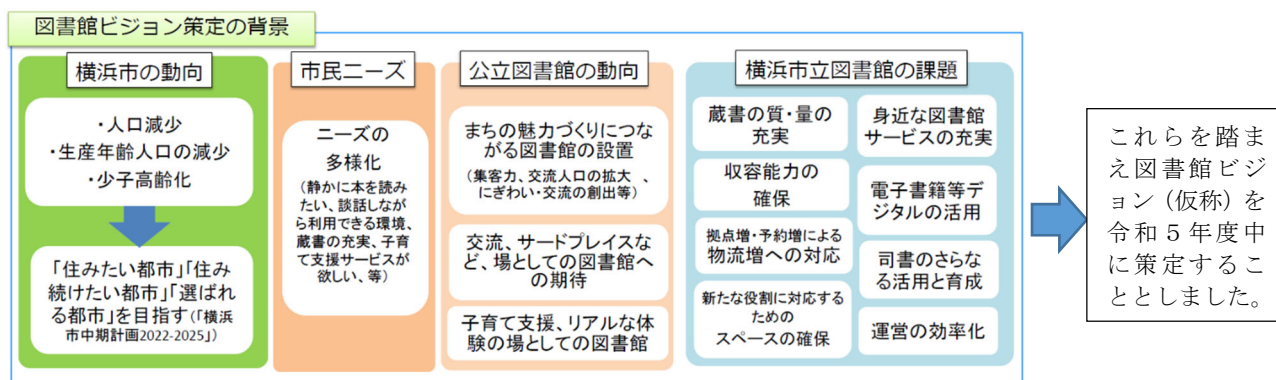 図書館ビジョン策定の背景
横浜市の動向
・人口減少
・生産年齢人口の減少
・少子高齢化
「住みたい都市」「住み
続けたい都市」「選ばれ
る都市」を目指す(「横浜
市中期計画2022-2025」)
市民ニーズ
ニーズの
多様化
(静かに本を読み
たい、談話しなが
ら利用できる環境、
蔵書の充実、子育
て支援サービスが
欲しい、等)
公立図書館の動向
まちの魅力づくりにつな
がる図書館の設置
(集客力、交流人口の拡大 、
にぎわい・交流の創出等)
交流、サードプレイスな
ど、場としての図書館へ
の期待
子育て支援、リアルな体
験の場としての図書館
横浜市立図書館の課題
蔵書の質・量の
充実
収容能力の
確保
拠点増・予約増による
物流増への対応
新たな役割に対応する
ための
スペースの確保
身近な図書館
サービスの充実
電子書籍等デ
ジタルの活用
司書のさらな
る活用と育成
運営の効率化
これらを踏ま
え図書館ビジ
ョン(仮称)を
令和5年度中
に策定するこ
ととしました。